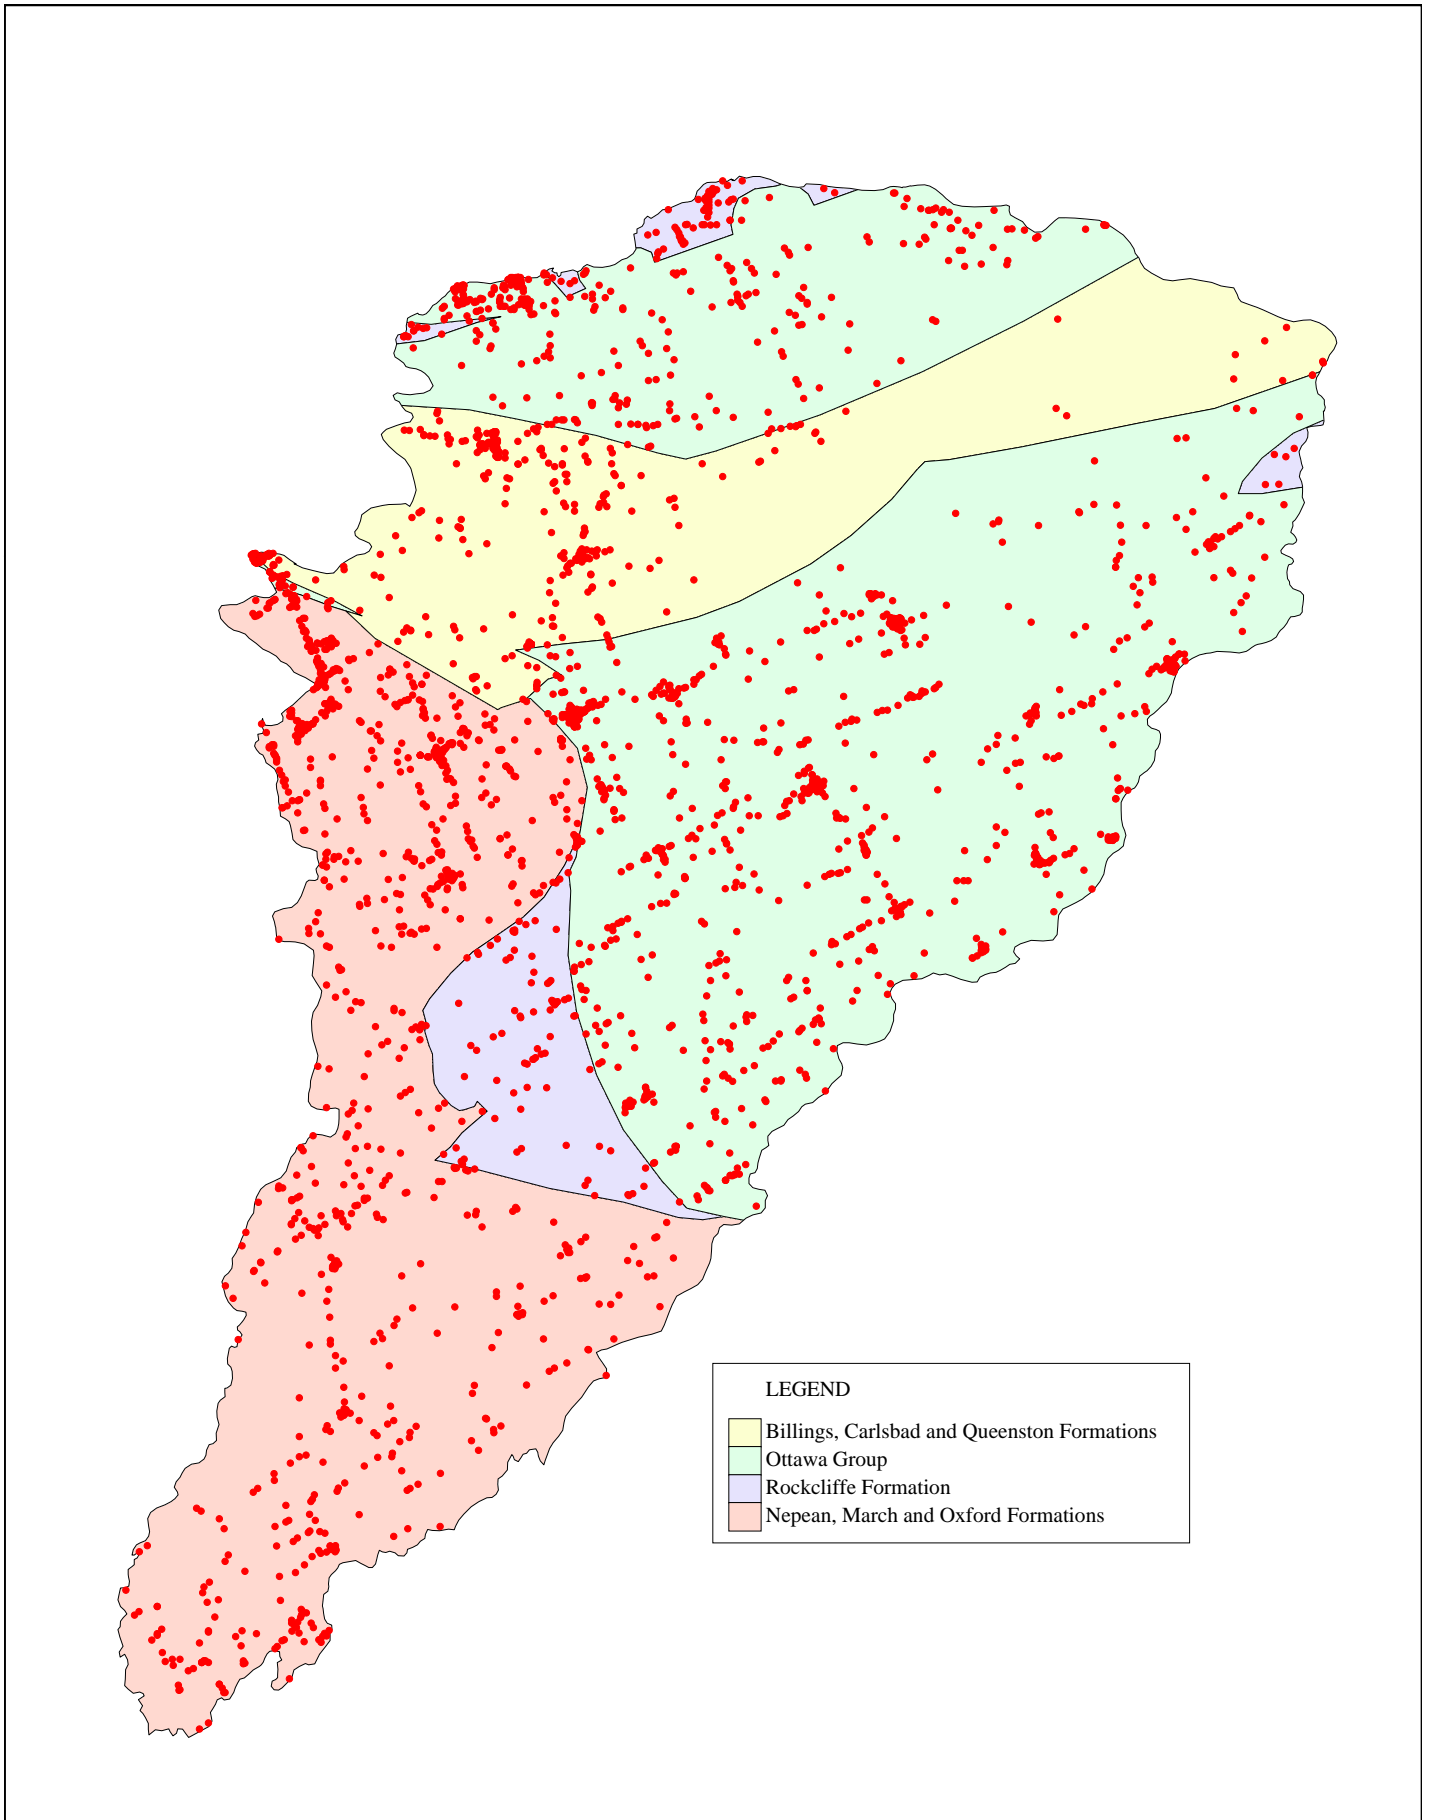 LEGEND
Billings, Carlsbad and Queenston Formations
Ottawa Group
Rockcliffe Formation
Nepean, March and Oxford Formations